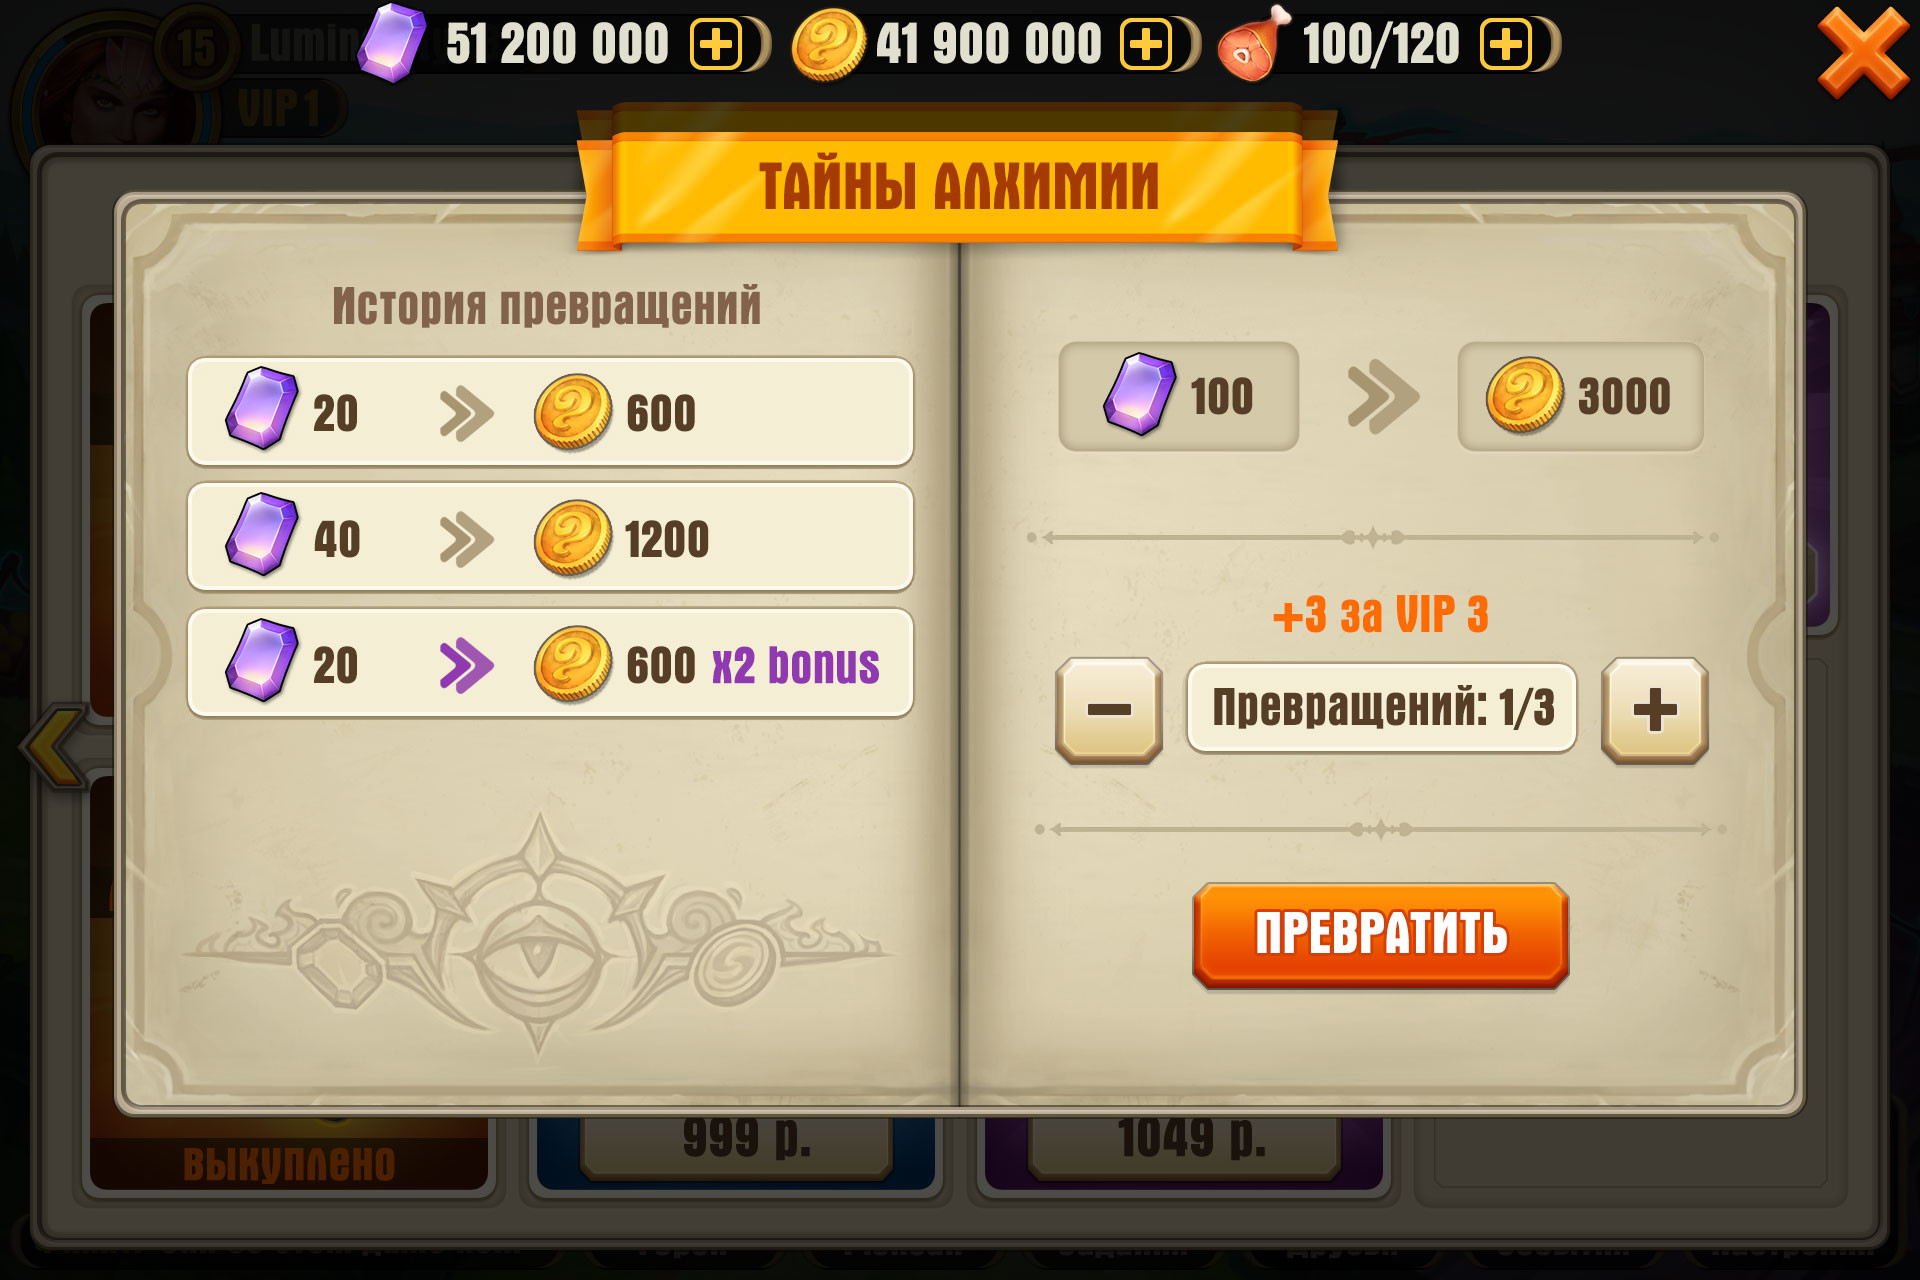 15
51 200 000
41 900 000
100/120
VIP 1
ТАЙНЫ АЛХИМИИ
История превращений
20
600
40
1200
20
600 x2 bonus
100
3000
+3 за VIP 3
Превращений: 1/3
ПРЕВРАТИТЬ
ВЫКУПЛЕНО
999 р.
1049 р.